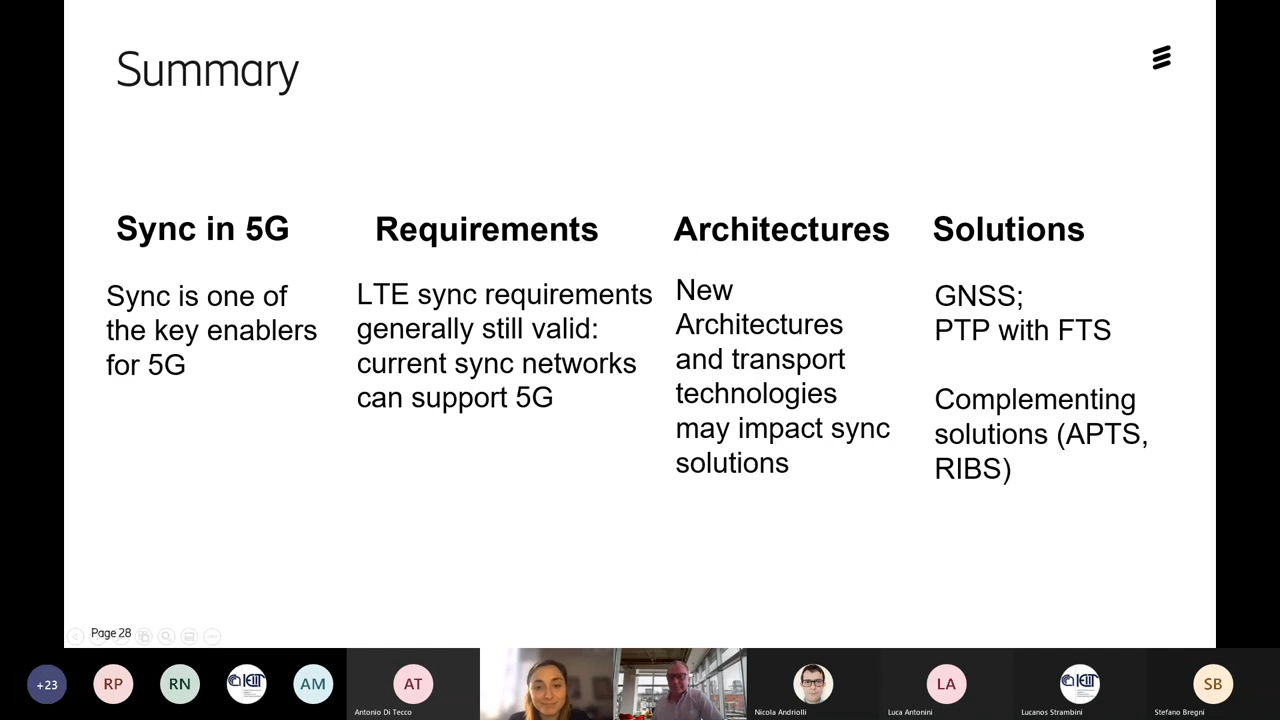 Summary
Sync in 5G
Sync is one of
the key enablers
for 5G
Requirements
LTE sync requirements
generally still valid:
current sync networks
can support 5G
Architectures
New
Architectures
and transport
technologies
may impact sync
solutions
Solutions
GNSS;
PTP with FTS
Complementing
solutions (APTS,
RIBS)
Page 28
+23
RP
RN
IEIIT
AM
AT
Antonio Di Tecco
Nicola Andriolli
LA
Luca Antonini
IEIIT
Lucanos Strambini
SB
Stefano Bregni